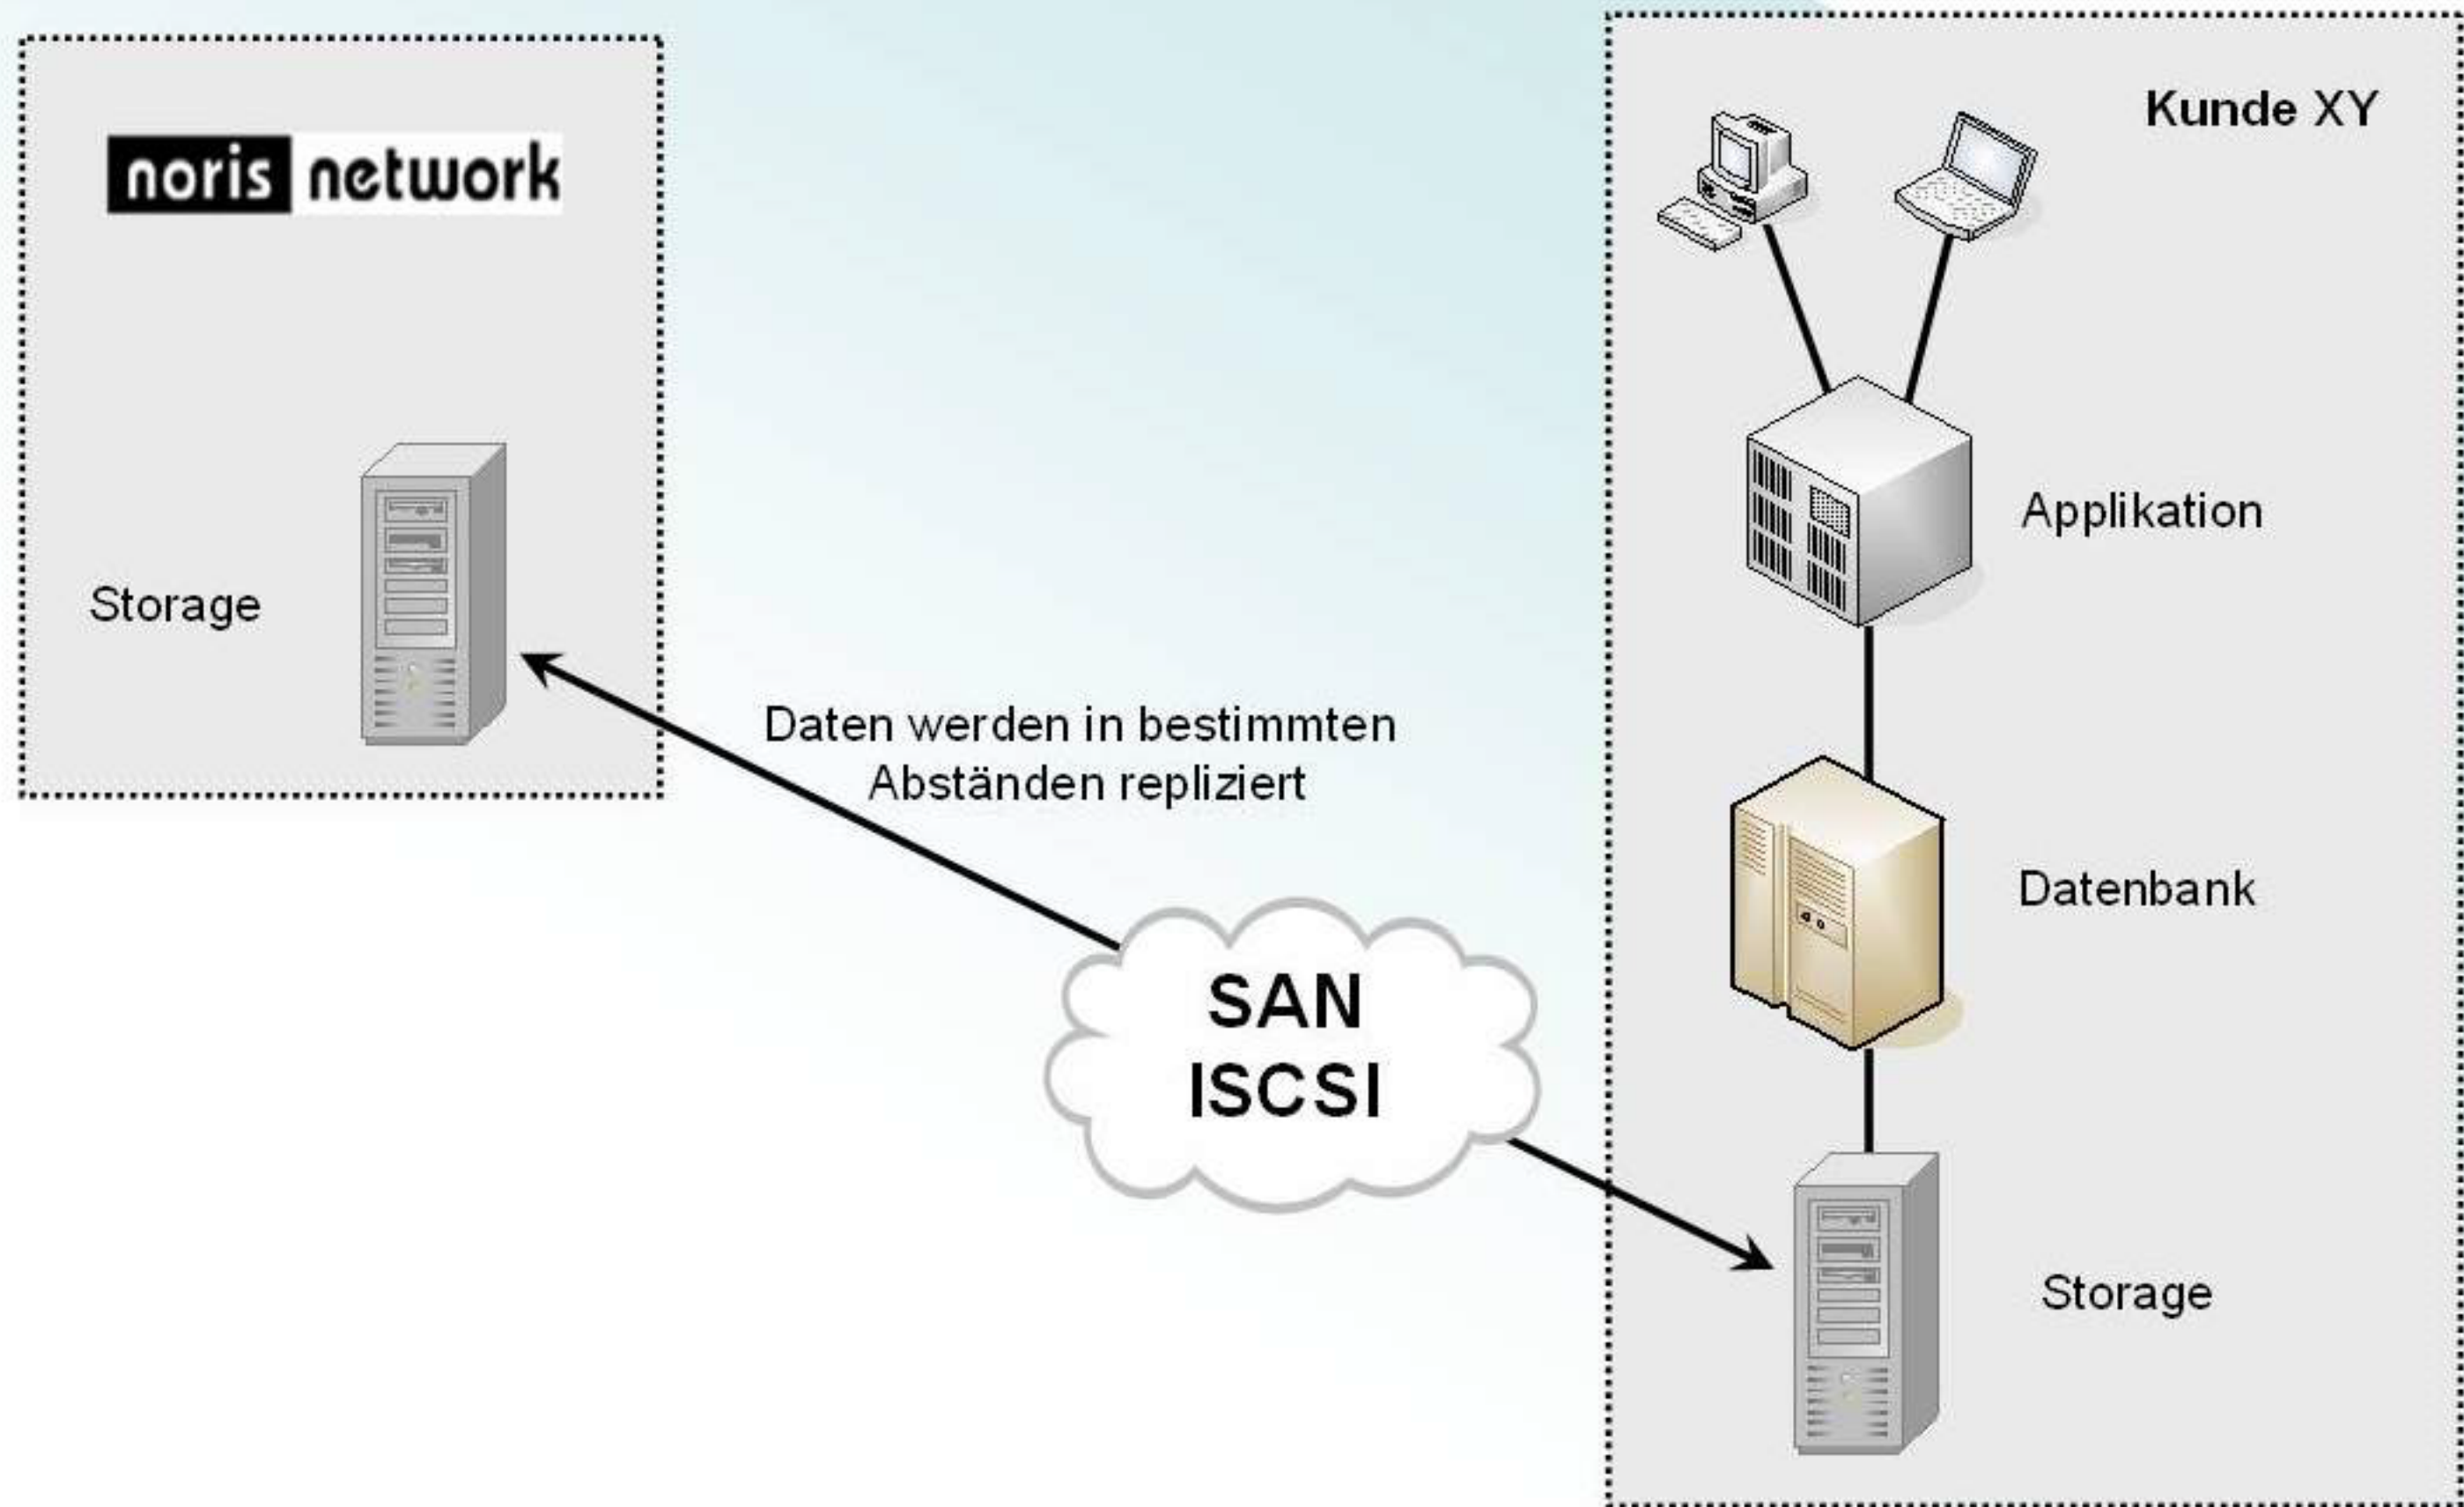 noris network
Storage
Daten werden in bestimmten
Abständen repliziert
SAN
ISCSI
Kunde XY
Applikation
Datenbank
Storage